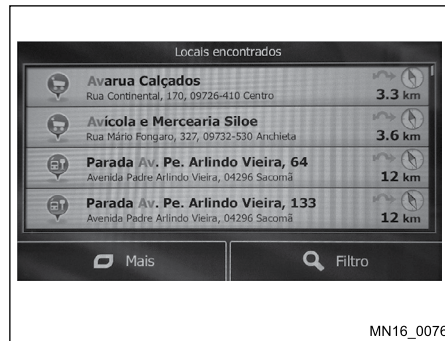 Locais encontrados
Avarua Calçados
Rua Continental, 170, 09726-410 Centro
3.3 km
Avícola e Mercearia Siloe
Rua Mário Fongaro, 327, 09732-530 Anchieta
3.6 km
Parada Av. Pe. Arlindo Vieira, 64
Avenida Padre Arlindo Vieira, 04296 Sacomã
12 km
Parada Av. Pe. Arlindo Vieira, 133
Avenida Padre Arlindo Vieira, 04296 Sacomã
12 km
Mais
Filtro
MN16_0076